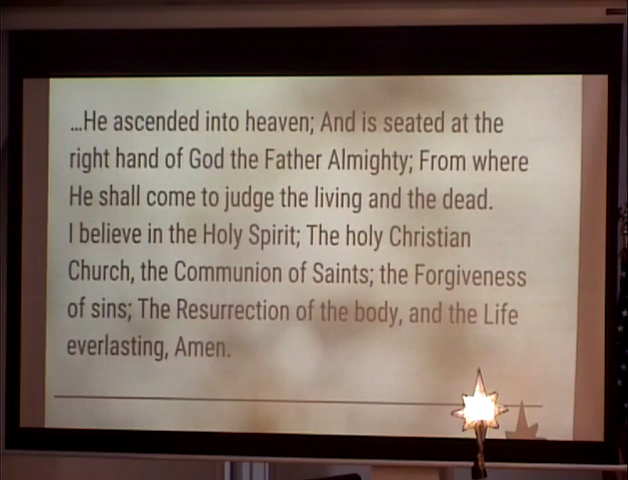 ...He ascended into heaven; And is seated at the
right hand of God the Father Almighty; From where
He shall come to judge the living and the dead.
I believe in the Holy Spirit; The holy Christian
Church, the Communion of Saints; the Forgiveness
of sins; The Resurrection of the body, and the Life
everlasting, Amen.